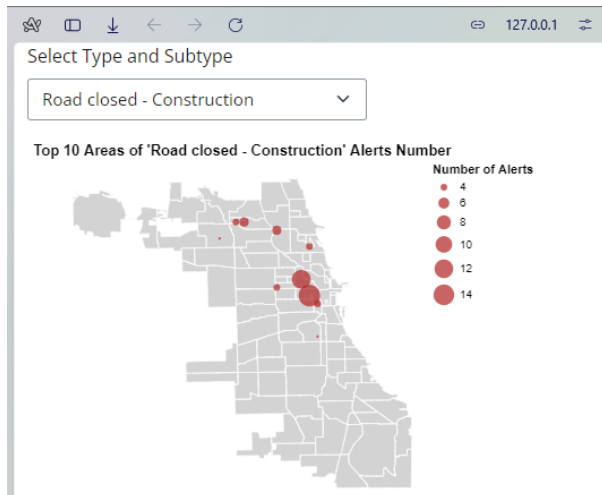 127.0.0.1
Select Type and Subtype
Road closed - Construction
Top 10 Areas of 'Road closed - Construction' Alerts Number
Number of Alerts
4
6
8
10
12
14